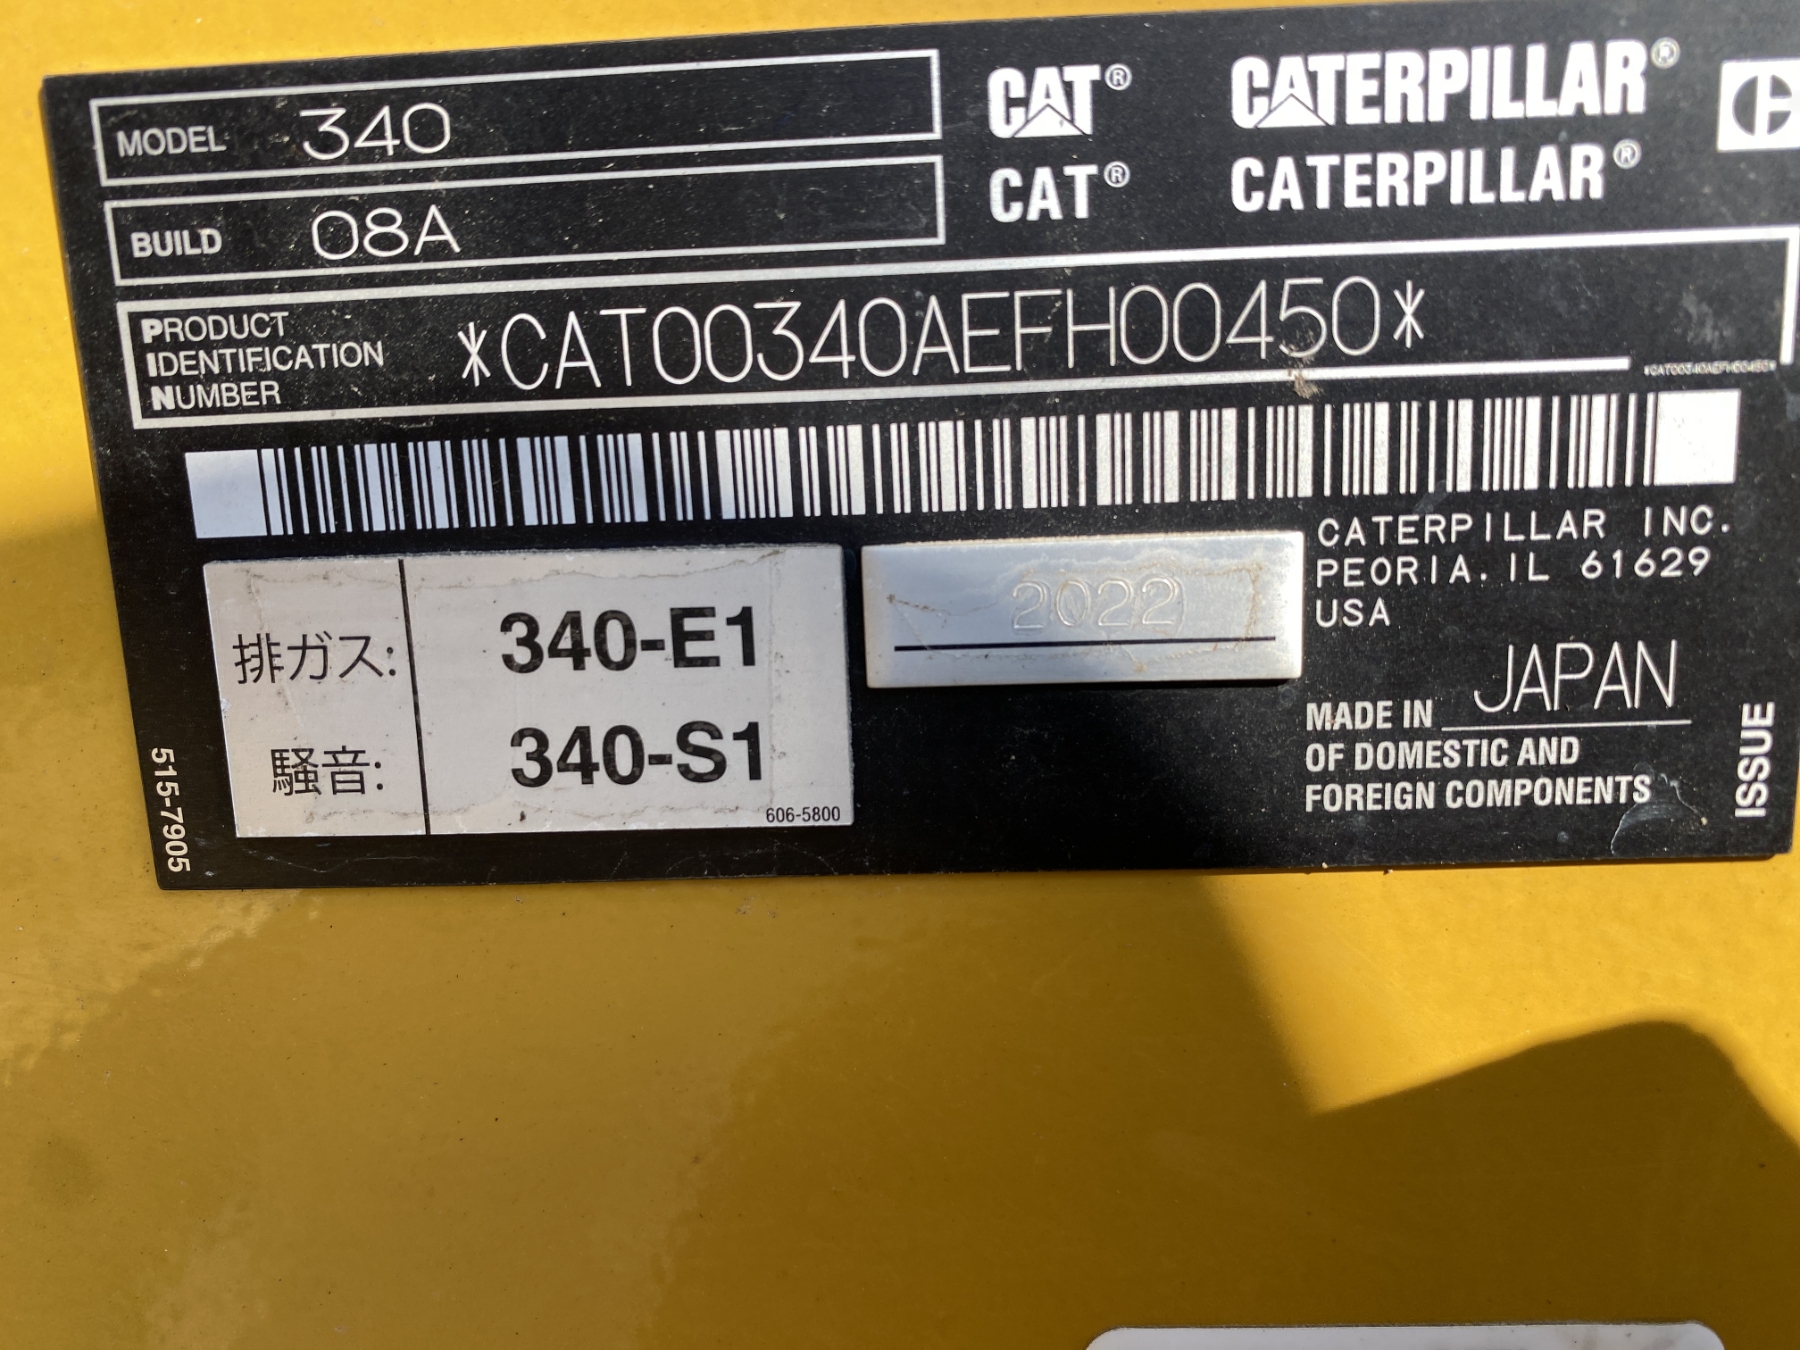 MODEL 340
CAT® CATERPILLAR®
BUILD 08A
CAT® CATERPILLAR®
PRODUCT
IDENTIFICATION
NUMBER
*CAT00340AEFH00450*
*CAT00340AEFH00450*
CATERPILLAR INC.
PEORIA. IL 61629
USA
排ガス: 340-E1
騒音: 340-S1
606-5800
2022
MADE IN JAPAN
OF DOMESTIC AND
FOREIGN COMPONENTS
ISSUE
515-7905